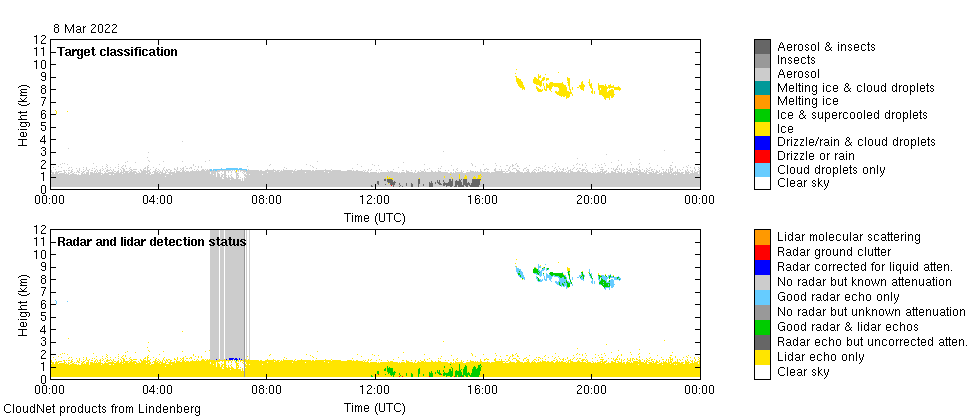 8 Mar 2022
Target classification
Height (km)
12
11
10
9
8
7
6
5
4
3
2
1
0
00:00 04:00 08:00 12:00 16:00 20:00 00:00
Time (UTC)
Aerosol & insects
Insects
Aerosol
Melting ice & cloud droplets
Melting ice
Ice & supercooled droplets
Ice
Drizzle/rain & cloud droplets
Drizzle or rain
Cloud droplets only
Clear sky
Radar and lidar detection status
Height (km)
12
11
10
9
8
7
6
5
4
3
2
1
0
00:00 04:00 08:00 12:00 16:00 20:00 00:00
Time (UTC)
Lidar molecular scattering
Radar ground clutter
Radar corrected for liquid atten.
No radar but known attenuation
Good radar echo only
No radar but unknown attenuation
Good radar & lidar echos
Radar echo but uncorrected atten.
Lidar echo only
Clear sky
CloudNet products from Lindenberg